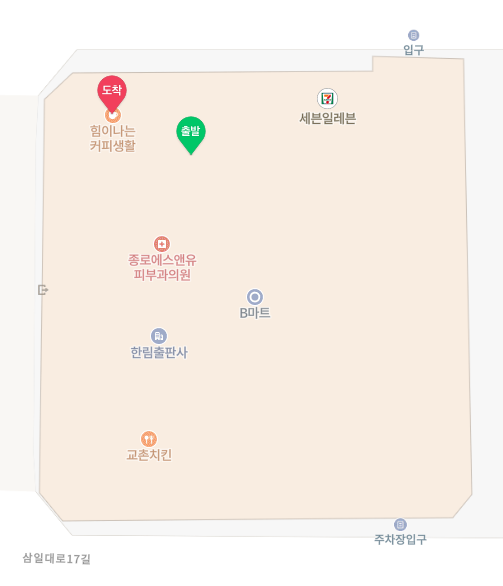 입구
도착
힘이나는
커피생활
출발
7
세븐일레븐
종로에스앤유
피부과의원
B마트
한림출판사
교촌치킨
주차장입구
삼일대로17길